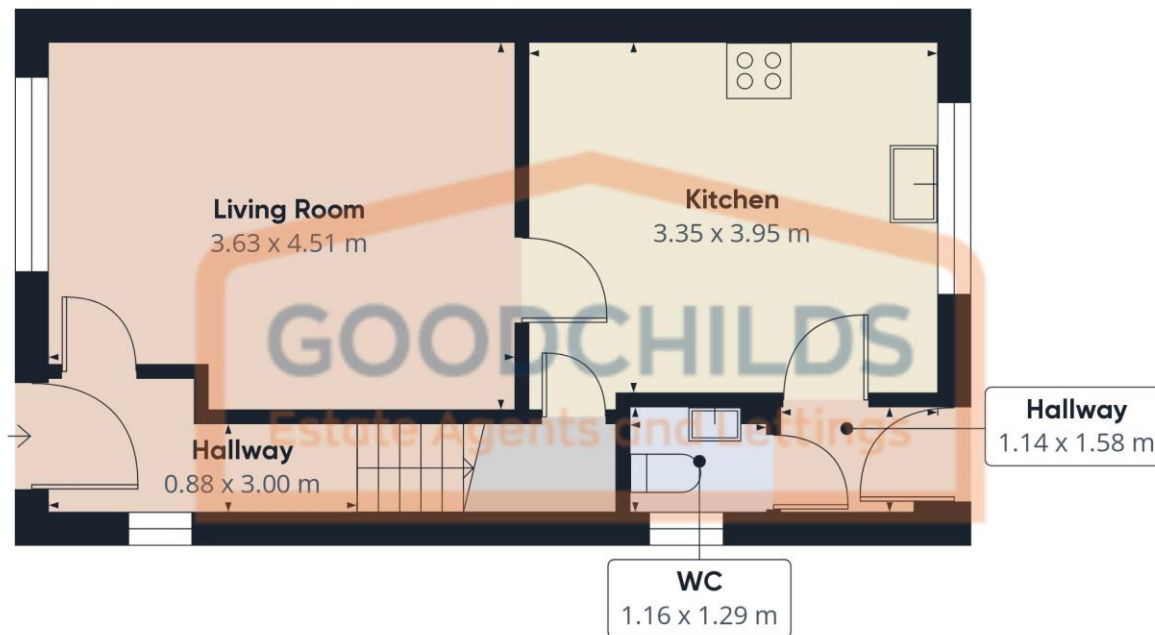 Living Room
3.63 x 4.51 m
Kitchen
3.35 x 3.95 m
GOODCHILDS
Estate Agents and Lettings
Hallway
0.88 x 3.00 m
Hallway
1.14 x 1.58 m
WC
1.16 x 1.29 m